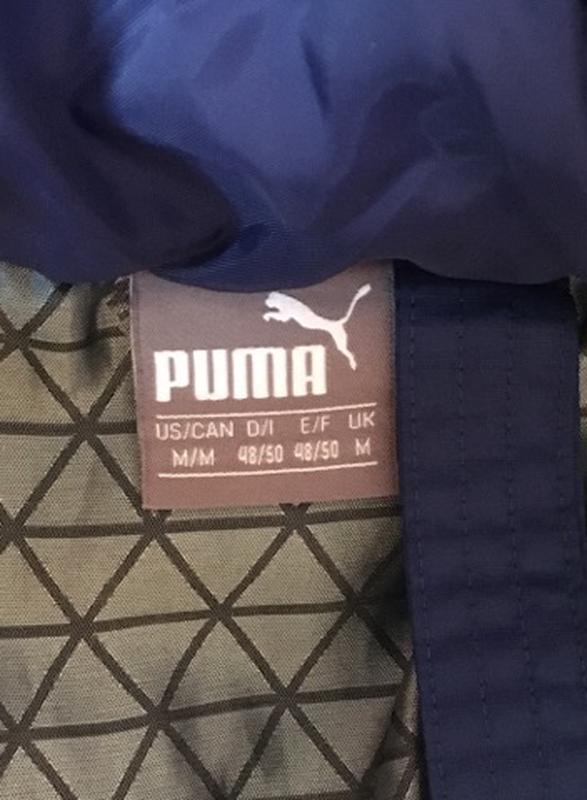 PUMA
US/CAN D/I E/F UK
M/M 48/50 48/50 M